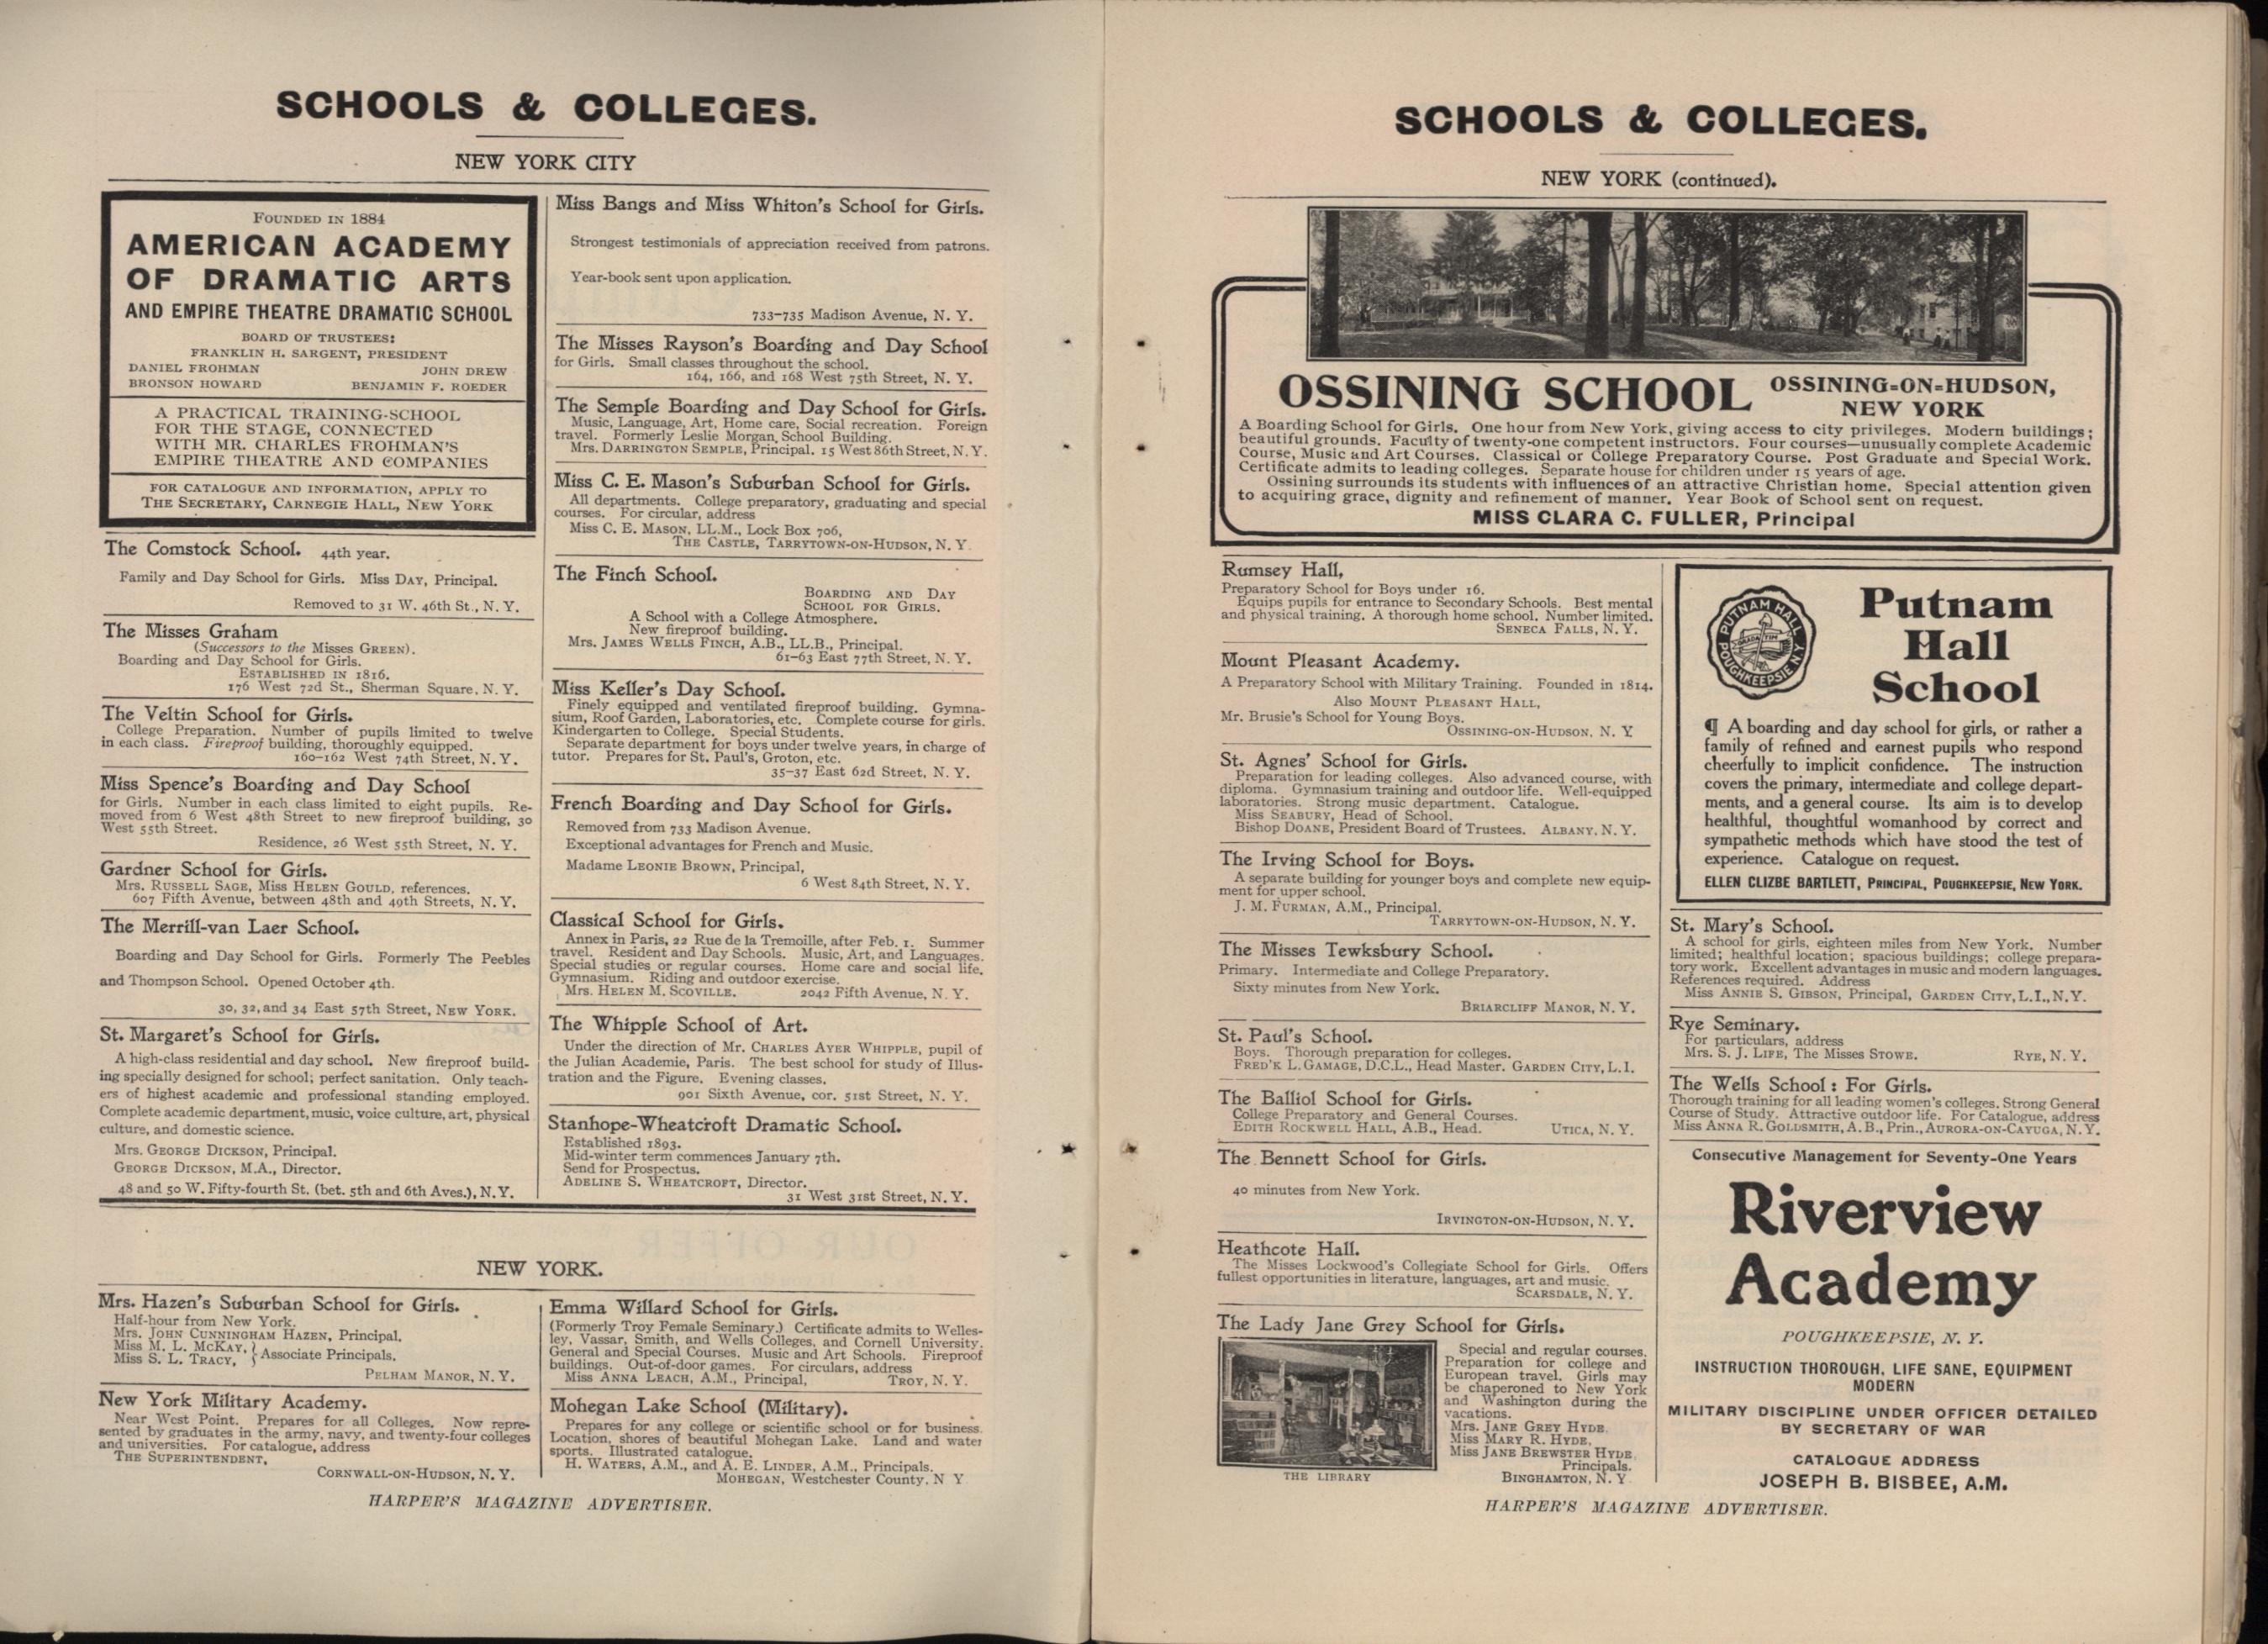 SCHOOLS & COLLEGES.
NEW YORK CITY
FOUNDED IN 1884
AMERICAN ACADEMY
OF DRAMATIC ARTS
AND EMPIRE THEATRE DRAMATIC SCHOOL
BOARD OF TRUSTEES:
FRANKLIN H. SARGENT, PRESIDENT
DANIEL FROHMAN JOHN DREW
BRONSON HOWARD BENJAMIN F. ROEDER
A PRACTICAL TRAINING-SCHOOL
FOR THE STAGE, CONNECTED
WITH MR. CHARLES FROHMAN'S
EMPIRE THEATRE AND COMPANIES
FOR CATALOGUE AND INFORMATION, APPLY TO
THE SECRETARY, CARNEGIE HALL, NEW YORK
The Comstock School. 44th year.
Family and Day School for Girls. Miss DAY, Principal.
Removed to 31 W. 46th St., N. Y.
The Misses Graham
(Successors to the Misses GREEN).
Boarding and Day School for Girls.
ESTABLISHED IN 1816.
176 West 72d St., Sherman Square, N. Y.
The Veltin School for Girls.
College Preparation. Number of pupils limited to twelve
in each class. Fireproof building, thoroughly equipped.
160-162 West 74th Street, N. Y.
Miss Spence's Boarding and Day School
for Girls. Number in each class limited to eight pupils. Re-
moved from 6 West 48th Street to new fireproof building, 30
West 55th Street.
Residence, 26 West 55th Street, N. Y.
Gardner School for Girls.
Mrs. RUSSELL SAGE, Miss HELEN GOULD, references.
607 Fifth Avenue, between 48th and 49th Streets, N. Y.
The Merrill-van Laer School.
Boarding and Day School for Girls. Formerly The Peebles
and Thompson School. Opened October 4th.
30, 32, and 34 East 57th Street, NEW YORK.
St. Margaret's School for Girls.
A high-class residential and day school. New fireproof build-
ing specially designed for school; perfect sanitation. Only teach-
ers of highest academic and professional standing employed.
Complete academic department, music, voice culture, art, physical
culture, and domestic science.
Mrs. GEORGE DICKSON, Principal.
GEORGE DICKSON, M.A., Director.
48 and 50 W. Fifty-fourth St. (bet. 5th and 6th Aves.), N. Y.
Miss Bangs and Miss Whiton's School for Girls.
Strongest testimonials of appreciation received from patrons.
Year-book sent upon application.
733-735 Madison Avenue, N. Y.
The Misses Rayson's Boarding and Day School
for Girls. Small classes throughout the school.
164, 166, and 168 West 75th Street, N. Y.
The Semple Boarding and Day School for Girls.
Music, Language, Art, Home care, Social recreation. Foreign
travel. Formerly Leslie Morgan School Building.
Mrs. DARRINGTON SEMPLE, Principal. 15 West 86th Street, N. Y.
Miss C. E. Mason's Suburban School for Girls.
All departments. College preparatory, graduating and special
courses. For circular, address
Miss C. E. MASON, LL.M., Lock Box 706,
THE CASTLE, TARRYTOWN-ON-HUDSON, N. Y.
The Finch School.
BOARDING AND DAY
SCHOOL FOR GIRLS.
A School with a College Atmosphere.
New fireproof building.
Mrs. JAMES WELLS FINCH, A.B., LL.B., Principal.
61-63 East 77th Street, N. Y.
Miss Keller's Day School.
Finely equipped and ventilated fireproof building. Gymna-
sium, Roof Garden, Laboratories, etc. Complete course for girls.
Kindergarten to College. Special Students.
Separate department for boys under twelve years, in charge of
tutor. Prepares for St. Paul's, Groton, etc.
35-37 East 62d Street, N. Y.
French Boarding and Day School for Girls.
Removed from 733 Madison Avenue.
Exceptional advantages for French and Music.
Madame LEONIE BROWN, Principal,
6 West 84th Street, N. Y.
Classical School for Girls.
Annex in Paris, 22 Rue de la Tremoille, after Feb. 1. Summer
travel. Resident and Day Schools. Music, Art, and Languages.
Special studies or regular courses. Home care and social life.
Gymnasium. Riding and outdoor exercise.
Mrs. HELEN M. SCOVILLE. 2042 Fifth Avenue, N. Y.
The Whipple School of Art.
Under the direction of Mr. CHARLES AYER WHIPPLE, pupil of
the Julian Academie, Paris. The best school for study of Illus-
tration and the Figure. Evening classes.
901 Sixth Avenue, cor. 51st Street, N. Y.
Stanhope-Wheatcroft Dramatic School.
Established 1893.
Mid-winter term commences January 7th.
Send for Prospectus.
ADELINE S. WHEATCROFT, Director.
31 West 31st Street, N. Y.
NEW YORK.
Mrs. Hazen's Suburban School for Girls.
Half-hour from New York.
Mrs. JOHN CUNNINGHAM HAZEN, Principal.
Miss M. L. MCKAY, } Associate Principals.
Miss S. L. TRACY,
PELHAM MANOR, N. Y.
New York Military Academy.
Near West Point. Prepares for all Colleges. Now repre-
sented by graduates in the army, navy, and twenty-four colleges
and universities. For catalogue, address
THE SUPERINTENDENT,
CORNWALL-ON-HUDSON, N. Y.
Emma Willard School for Girls.
(Formerly Troy Female Seminary.) Certificate admits to Welles-
ley, Vassar, Smith, and Wells Colleges, and Cornell University.
General and Special Courses. Music and Art Schools. Fireproof
buildings. Out-of-door games. For circulars, address
Miss ANNA LEACH, A.M., Principal, TROY, N. Y.
Mohegan Lake School (Military).
Prepares for any college or scientific school or for business.
Location, shores of beautiful Mohegan Lake. Land and water
sports. Illustrated catalogue.
H. WATERS, A.M., and A. E. LINDER, A.M., Principals.
MOHEGAN, Westchester County, N Y
HARPER'S MAGAZINE ADVERTISER.
SCHOOLS & COLLEGES.
NEW YORK (continued).
OSSINING SCHOOL OSSINING-ON-HUDSON,
NEW YORK
A Boarding School for Girls. One hour from New York, giving access to city privileges. Modern buildings;
beautiful grounds. Faculty of twenty-one competent instructors. Four courses—unusually complete Academic
Course, Music and Art Courses. Classical or College Preparatory Course. Post Graduate and Special Work.
Certificate admits to leading colleges. Separate house for children under 15 years of age.
Ossining surrounds its students with influences of an attractive Christian home. Special attention given
to acquiring grace, dignity and refinement of manner. Year Book of School sent on request.
MISS CLARA C. FULLER, Principal
Rumsey Hall,
Preparatory School for Boys under 16.
Equips pupils for entrance to Secondary Schools. Best mental
and physical training. A thorough home school. Number limited.
SENECA FALLS, N. Y.
Mount Pleasant Academy.
A Preparatory School with Military Training. Founded in 1814.
Also MOUNT PLEASANT HALL,
Mr. Brusie's School for Young Boys.
OSSINING-ON-HUDSON, N. Y
St. Agnes' School for Girls.
Preparation for leading colleges. Also advanced course, with
diploma. Gymnasium training and outdoor life. Well-equipped
laboratories. Strong music department. Catalogue.
Miss SEABURY, Head of School.
Bishop DOANE, President Board of Trustees. ALBANY, N. Y.
The Irving School for Boys.
A separate building for younger boys and complete new equip-
ment for upper school.
J. M. FURMAN, A.M., Principal.
TARRYTOWN-ON-HUDSON, N. Y.
The Misses Tewksbury School.
Primary. Intermediate and College Preparatory.
Sixty minutes from New York.
BRIARCLIFF MANOR, N. Y.
St. Paul's School.
Boys. Thorough preparation for colleges.
FRED'K L. GAMAGE, D.C.L., Head Master. GARDEN CITY, L. I.
The Balliol School for Girls.
College Preparatory and General Courses.
EDITH ROCKWELL HALL, A.B., Head. UTICA, N. Y.
The Bennett School for Girls.
40 minutes from New York.
IRVINGTON-ON-HUDSON, N. Y.
Heathcote Hall.
The Misses Lockwood's Collegiate School for Girls. Offers
fullest opportunities in literature, languages, art and music.
SCARSDALE, N. Y.
The Lady Jane Grey School for Girls.
Special and regular courses.
Preparation for college and
European travel. Girls may
be chaperoned to New York
and Washington during the
vacations.
Mrs. JANE GREY HYDE,
Miss MARY R. HYDE,
Miss JANE BREWSTER HYDE,
Principals.
BINGHAMTON, N. Y
THE LIBRARY
PUTNAM HALL
POUGHKEEPSIE N.Y.
Putnam
Hall
School
¶ A boarding and day school for girls, or rather a
family of refined and earnest pupils who respond
cheerfully to implicit confidence. The instruction
covers the primary, intermediate and college depart-
ments, and a general course. Its aim is to develop
healthful, thoughtful womanhood by correct and
sympathetic methods which have stood the test of
experience. Catalogue on request.
ELLEN CLIZBE BARTLETT, PRINCIPAL, POUGHKEEPSIE, NEW YORK.
St. Mary's School.
A school for girls, eighteen miles from New York. Number
limited; healthful location; spacious buildings; college prepara-
tory work. Excellent advantages in music and modern languages.
References required. Address
Miss ANNIE S. GIBSON, Principal, GARDEN CITY, L.I., N. Y.
Rye Seminary.
For particulars, address
Mrs. S. J. LIFE, The Misses STOWE. RYE, N. Y.
The Wells School: For Girls.
Thorough training for all leading women's colleges. Strong General
Course of Study. Attractive outdoor life. For Catalogue, address
Miss ANNA R. GOLDSMITH, A. B., Prin., AURORA-ON-CAYUGA, N. Y.
Consecutive Management for Seventy-One Years
Riverview
Academy
POUGHKEEPSIE, N. Y.
INSTRUCTION THOROUGH, LIFE SANE, EQUIPMENT
MODERN
MILITARY DISCIPLINE UNDER OFFICER DETAILED
BY SECRETARY OF WAR
CATALOGUE ADDRESS
JOSEPH B. BISBEE, A.M.
HARPER'S MAGAZINE ADVERTISER.